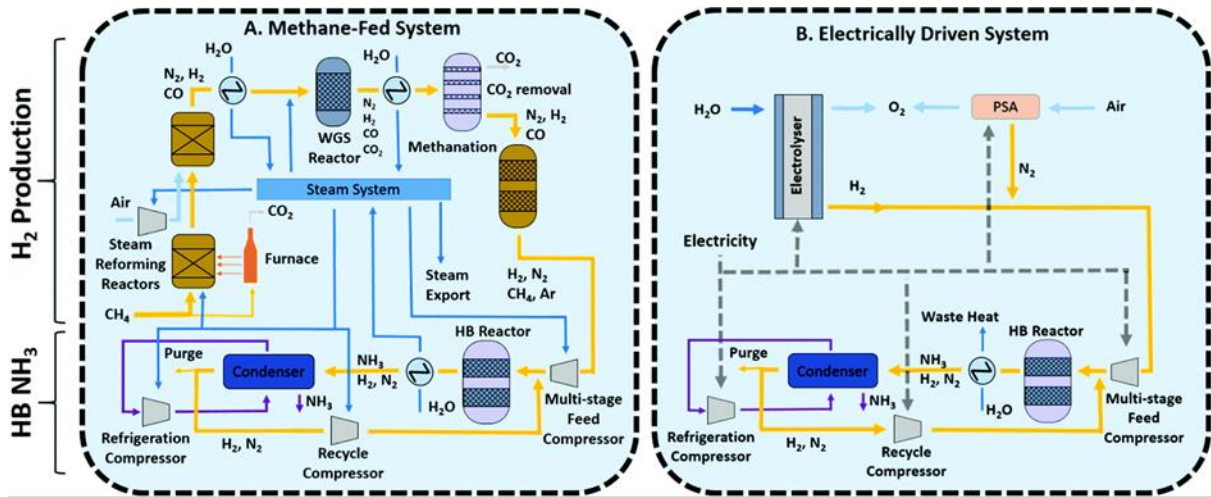 A. Methane-Fed System
H₂O
N₂, H₂
CO
WGS
Reactor
N₂
H₂
CO
CO₂
H₂O
CO₂
CO₂ removal
Methanation
N₂, H₂
CO
Steam System
Air
CO₂
Steam
Reforming
Reactors
Furnace
CH₄
Steam
Export
H₂, N₂
CH₄, Ar
H₂ Production
HB NH₃
Purge
Condenser
NH₃
NH₃
H₂, N₂
H₂O
HB Reactor
Multi-stage
Feed
Compressor
Refrigeration
Compressor
H₂, N₂
Recycle
Compressor
B. Electrically Driven System
H₂O
Electrolyser
O₂
PSA
Air
N₂
H₂
Electricity
Waste Heat
HB Reactor
Purge
Condenser
NH₃
NH₃
H₂, N₂
H₂O
Multi-stage
Feed
Compressor
Refrigeration
Compressor
H₂, N₂
Recycle
Compressor